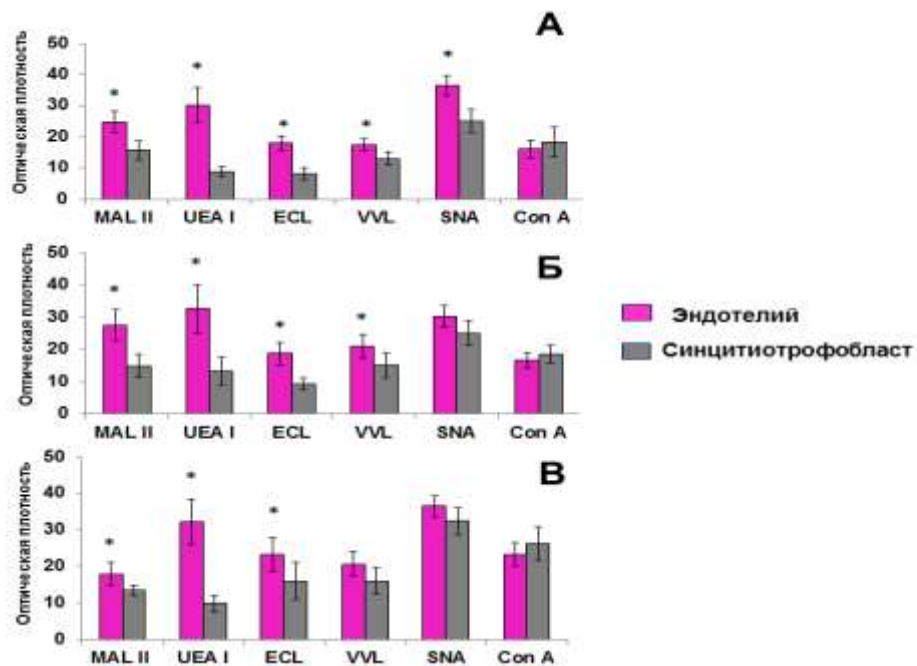 А
Оптическая плотность
50
40
30
20
10
0
* * * * *
MAL II UEA I ECL VVL SNA Con A
Б
Оптическая плотность
50
40
30
20
10
0
* * * *
MAL II UEA I ECL VVL SNA Con A
Эндотелий
Синцитиотрофобласт
В
Оптическая плотность
50
40
30
20
10
0
* * *
MAL II UEA I ECL VVL SNA Con A